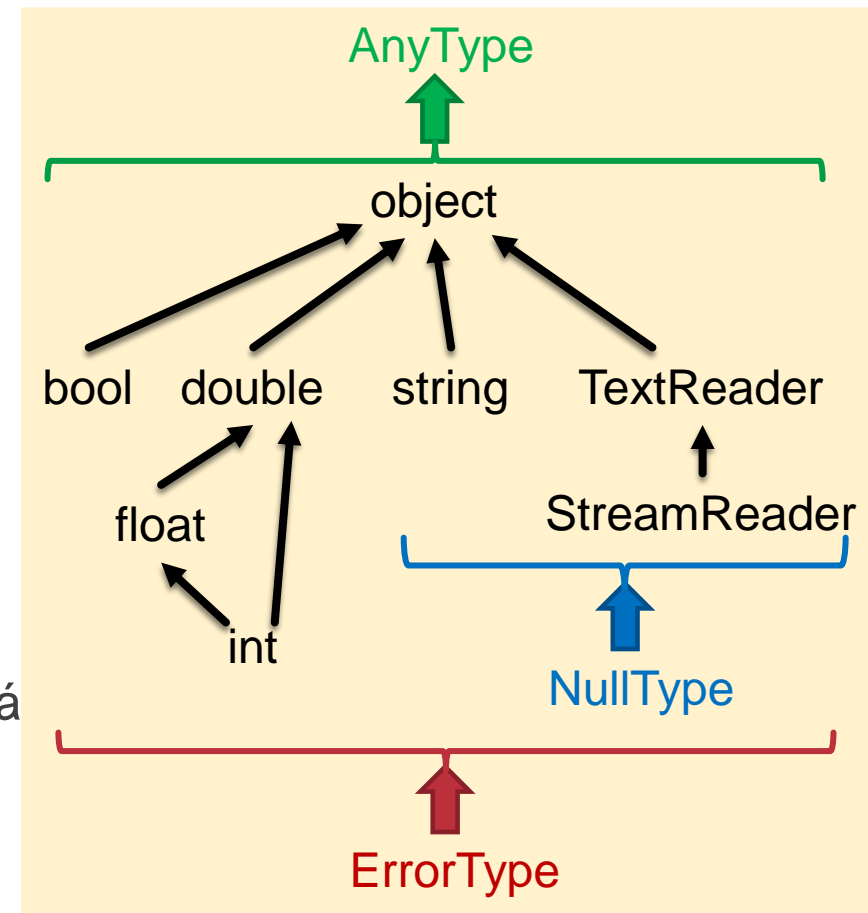 AnyType
object
bool double string TextReader
float StreamReader
int
NullType
á
ErrorType